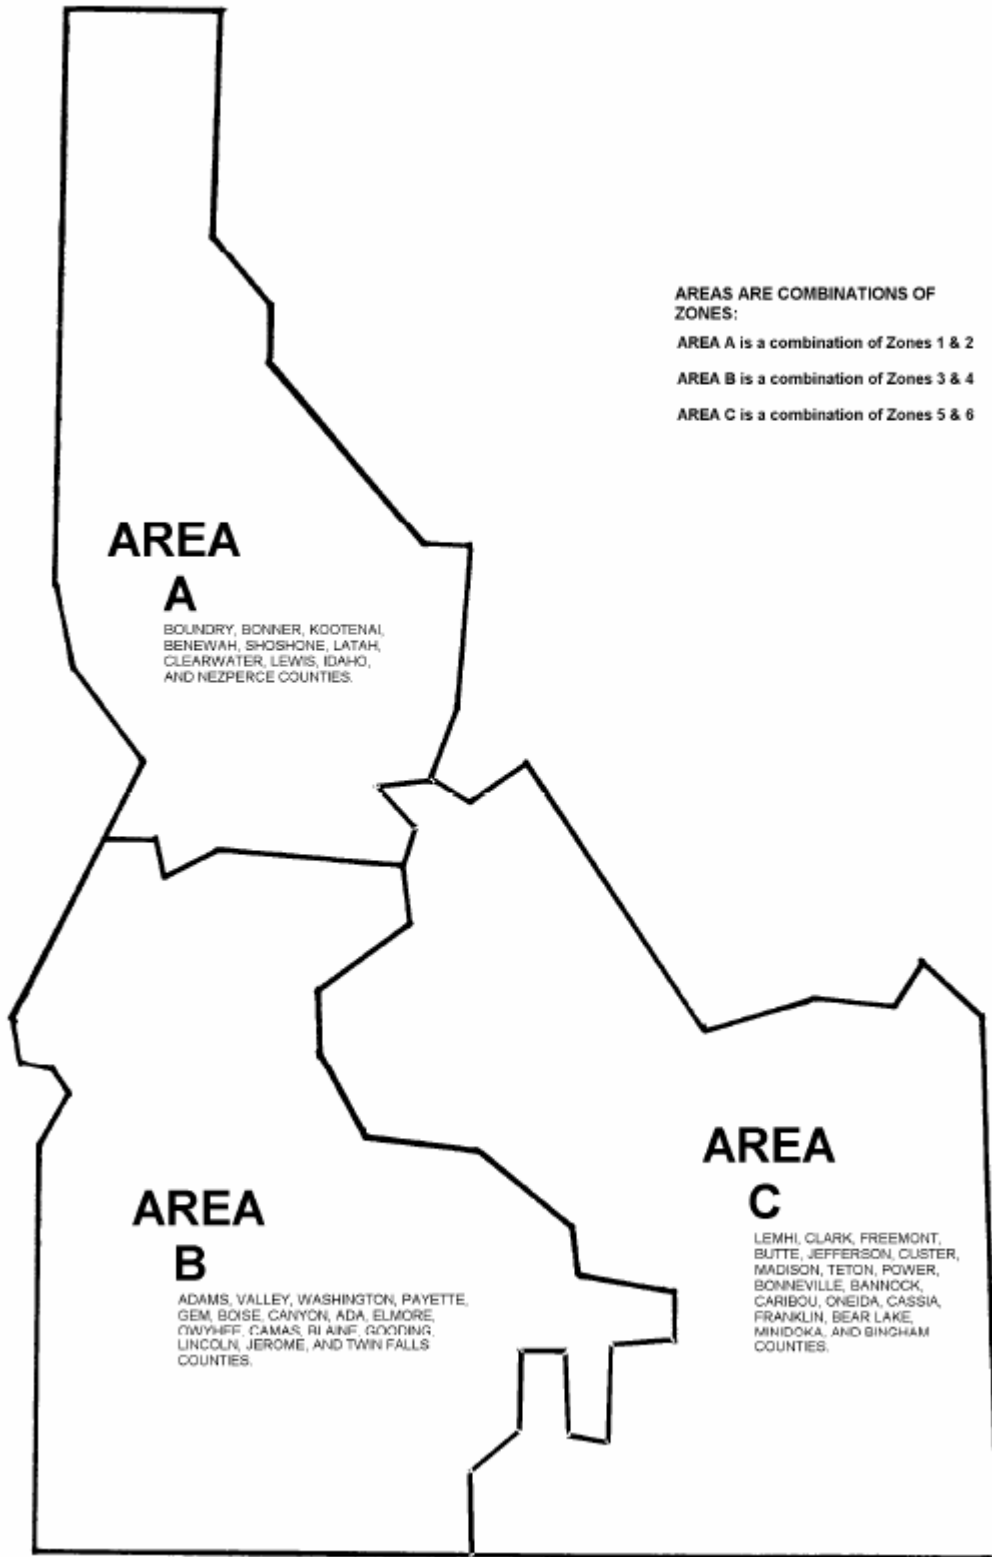 AREAS ARE COMBINATIONS OF
ZONES:
AREA A is a combination of Zones 1 & 2
AREA B is a combination of Zones 3 & 4
AREA C is a combination of Zones 5 & 6
AREA
A
BOUNDRY, BONNER, KOOTENAI,
BENEWAH, SHOSHONE, LATAH,
CLEARWATER, LEWIS, IDAHO,
AND NEZPERCE COUNTIES.
AREA
B
ADAMS, VALLEY, WASHINGTON, PAYETTE,
GEM, BOISE, CANYON, ADA, ELMORE,
OWYHEE, CAMAS, BLAINE, GOODING,
LINCOLN, JEROME, AND TWIN FALLS
COUNTIES.
AREA
C
LEMHI, CLARK, FREEMONT,
BUTTE, JEFFERSON, CUSTER,
MADISON, TETON, POWER,
BONNEVILLE, BANNOCK,
CARIBOU, ONEIDA, CASSIA,
FRANKLIN, BEAR LAKE,
MINIDOKA, AND BINGHAM
COUNTIES.